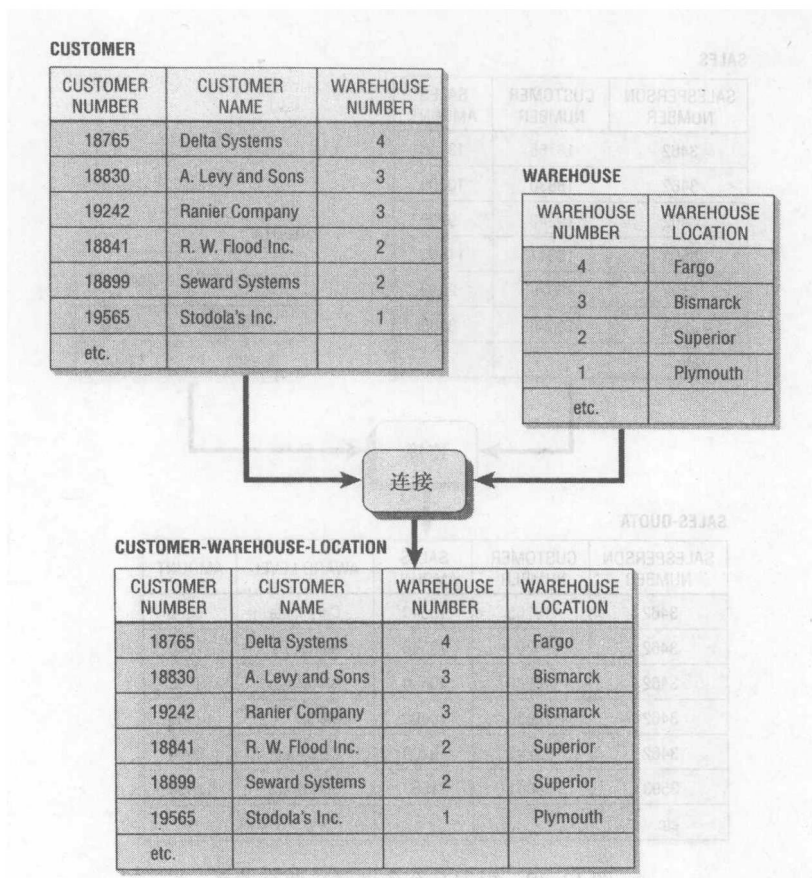 CUSTOMER
CUSTOMER NUMBER CUSTOMER NAME WAREHOUSE NUMBER
18765 Delta Systems 4
18830 A. Levy and Sons 3
19242 Ranier Company 3
18841 R. W. Flood Inc. 2
18899 Seward Systems 2
19565 Stodola's Inc. 1
etc.
WAREHOUSE
WAREHOUSE NUMBER WAREHOUSE LOCATION
4 Fargo
3 Bismarck
2 Superior
1 Plymouth
etc.
连接
CUSTOMER-WAREHOUSE-LOCATION
CUSTOMER NUMBER CUSTOMER NAME WAREHOUSE NUMBER WAREHOUSE LOCATION
18765 Delta Systems 4 Fargo
18830 A. Levy and Sons 3 Bismarck
19242 Ranier Company 3 Bismarck
18841 R. W. Flood Inc. 2 Superior
18899 Seward Systems 2 Superior
19565 Stodola's Inc. 1 Plymouth
etc.